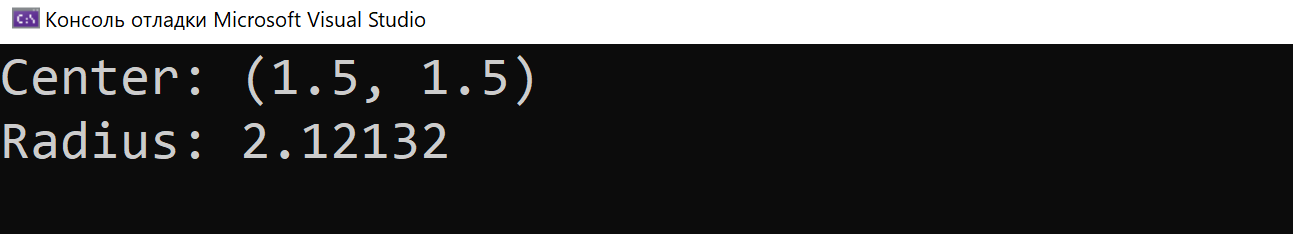 Консоль отладки Microsoft Visual Studio
Center: (1.5, 1.5)
Radius: 2.12132